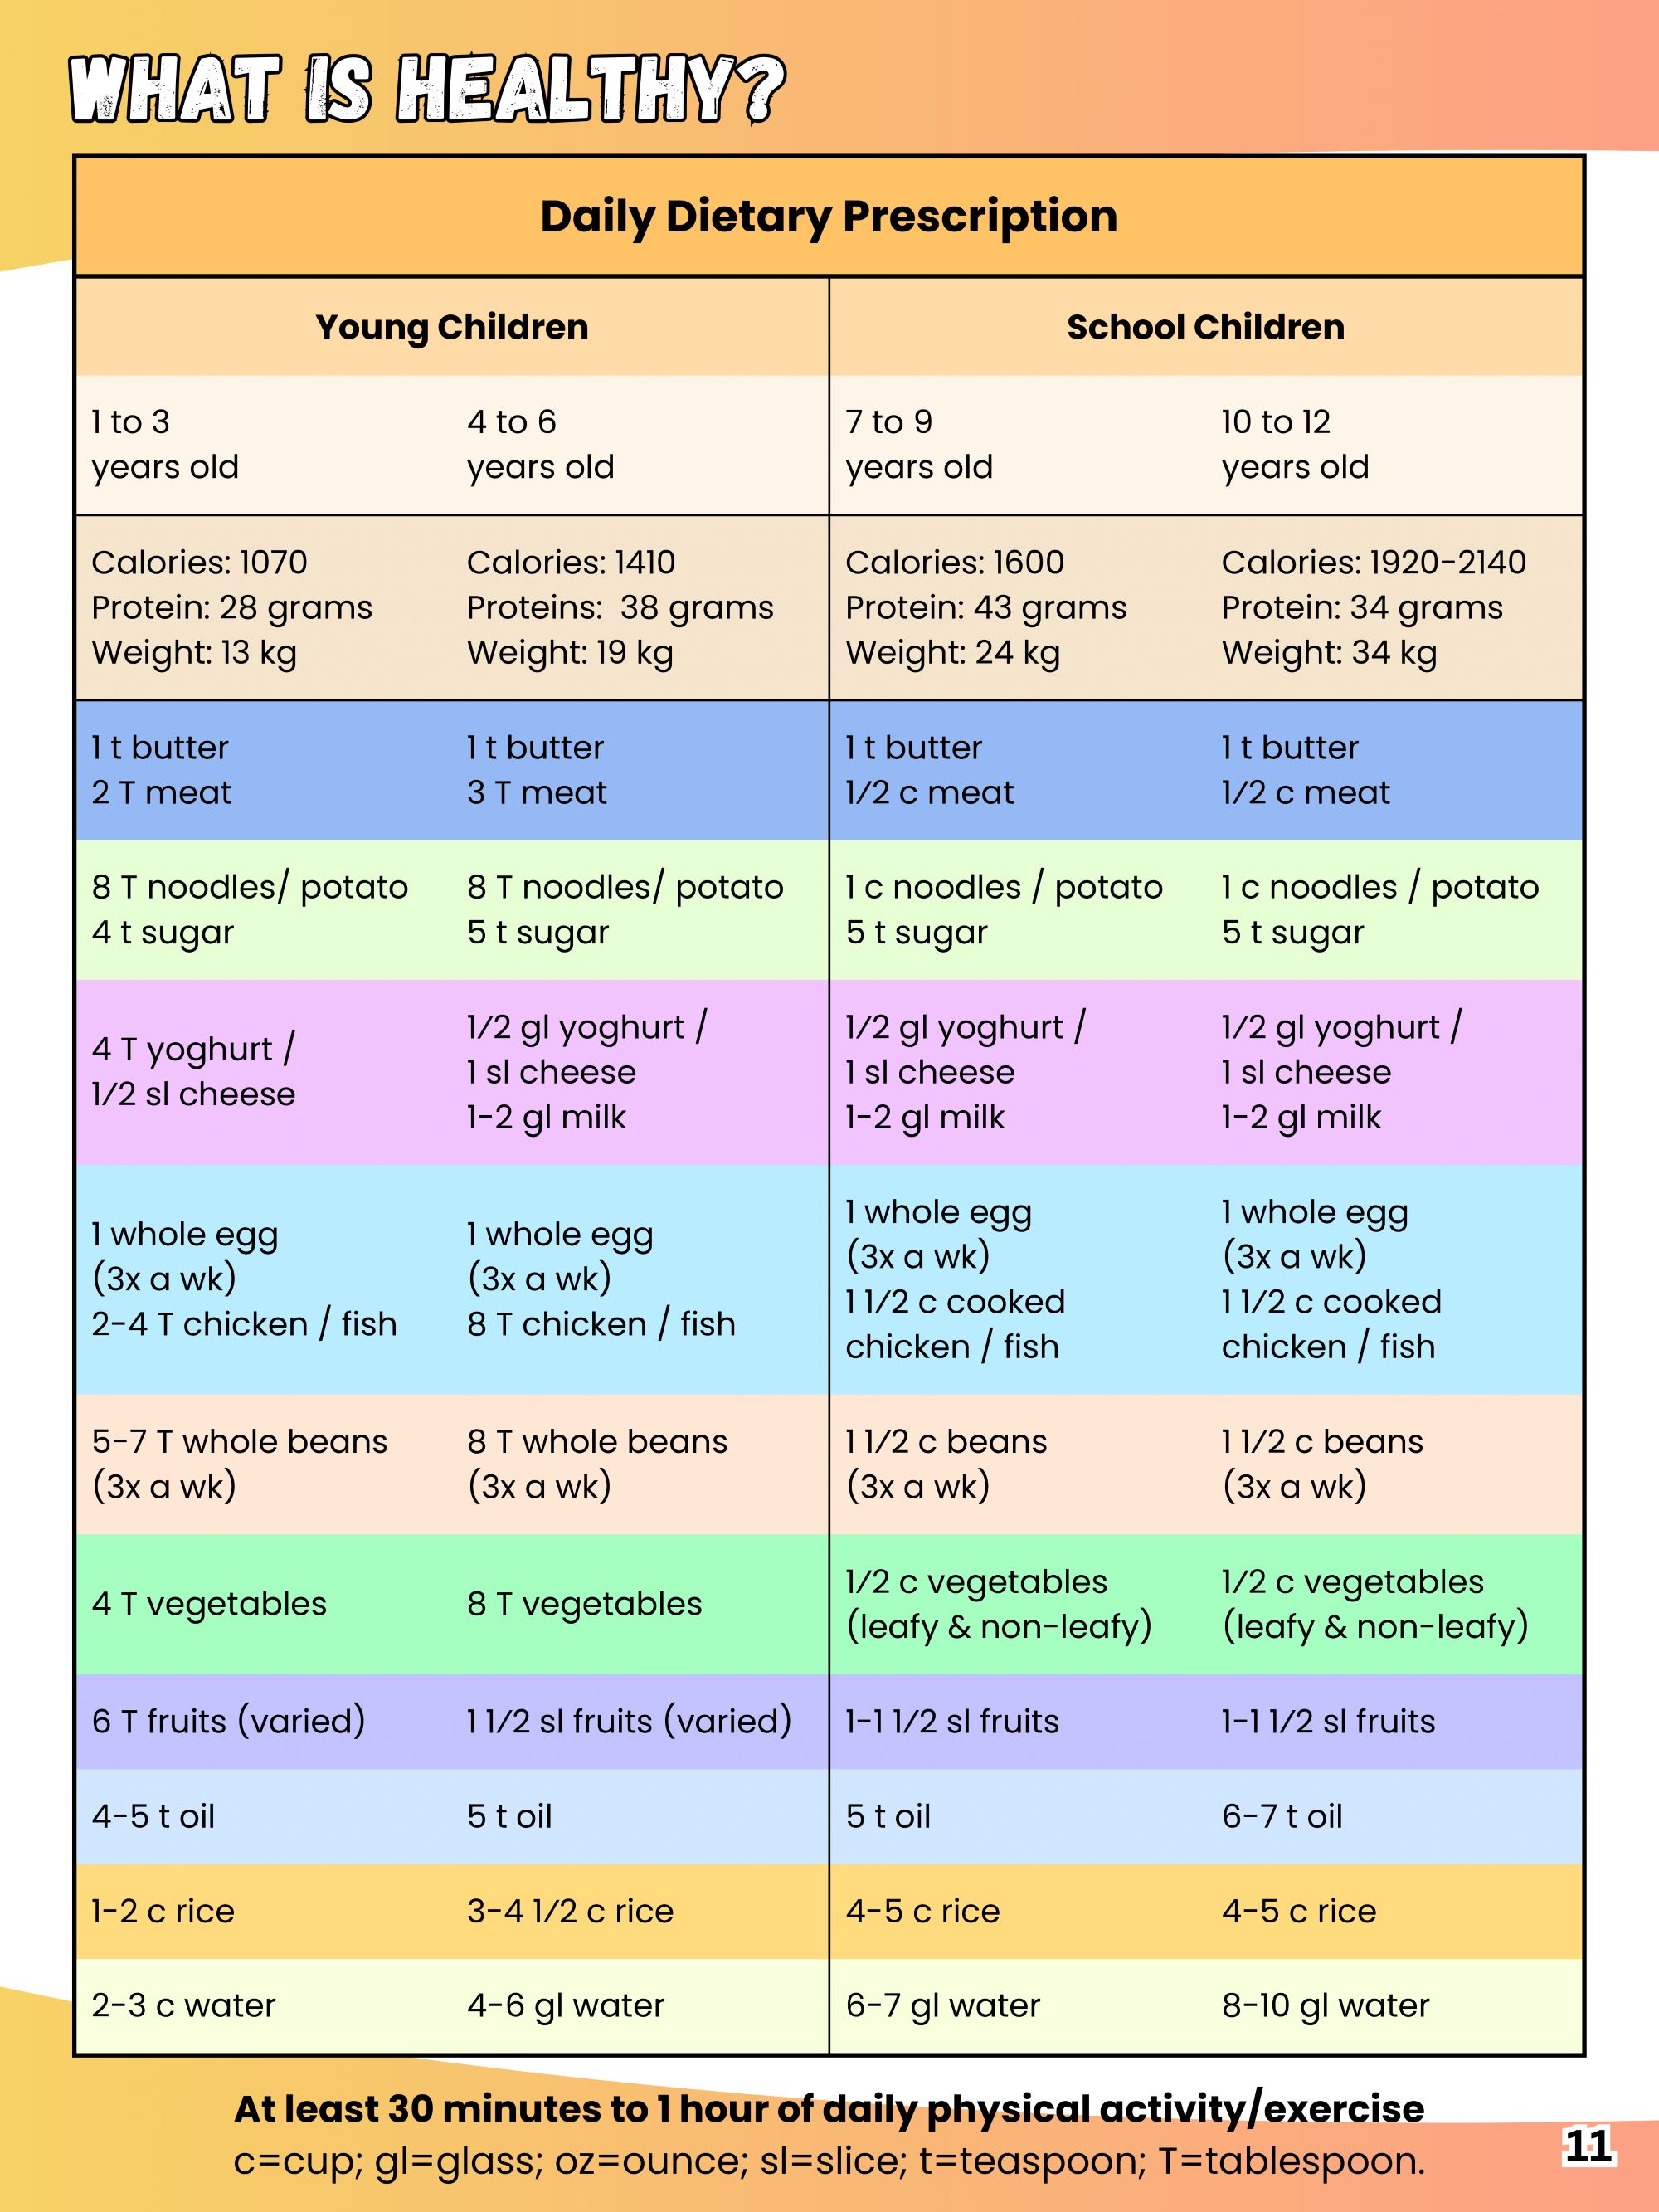 WHAT IS HEALTHY?
Daily Dietary Prescription
Young Children
School Children
1 to 3
years old
4 to 6
years old
7 to 9
years old
10 to 12
years old
Calories: 1070
Protein: 28 grams
Weight: 13 kg
Calories: 1410
Proteins:  38 grams
Weight: 19 kg
Calories: 1600
Protein: 43 grams
Weight: 24 kg
Calories: 1920-2140
Protein: 34 grams
Weight: 34 kg
1 t butter
2 T meat
1 t butter
3 T meat
1 t butter
1/2 c meat
1 t butter
1/2 c meat
8 T noodles/ potato
4 t sugar
8 T noodles/ potato
5 t sugar
1 c noodles / potato
5 t sugar
1 c noodles / potato
5 t sugar
4 T yoghurt /
1/2 sl cheese
1/2 gl yoghurt /
1 sl cheese
1-2 gl milk
1/2 gl yoghurt /
1 sl cheese
1-2 gl milk
1/2 gl yoghurt /
1 sl cheese
1-2 gl milk
1 whole egg
(3x a wk)
2-4 T chicken / fish
1 whole egg
(3x a wk)
8 T chicken / fish
1 whole egg
(3x a wk)
1 1/2 c cooked
chicken / fish
1 whole egg
(3x a wk)
1 1/2 c cooked
chicken / fish
5-7 T whole beans
(3x a wk)
8 T whole beans
(3x a wk)
1 1/2 c beans
(3x a wk)
1 1/2 c beans
(3x a wk)
4 T vegetables
8 T vegetables
1/2 c vegetables
(leafy & non-leafy)
1/2 c vegetables
(leafy & non-leafy)
6 T fruits (varied)
1 1/2 sl fruits (varied)
1-1 1/2 sl fruits
1-1 1/2 sl fruits
4-5 t oil
5 t oil
5 t oil
6-7 t oil
1-2 c rice
3-4 1/2 c rice
4-5 c rice
4-5 c rice
2-3 c water
4-6 gl water
6-7 gl water
8-10 gl water
At least 30 minutes to 1 hour of daily physical activity/exercise
c=cup; gl=glass; oz=ounce; sl=slice; t=teaspoon; T=tablespoon.
11